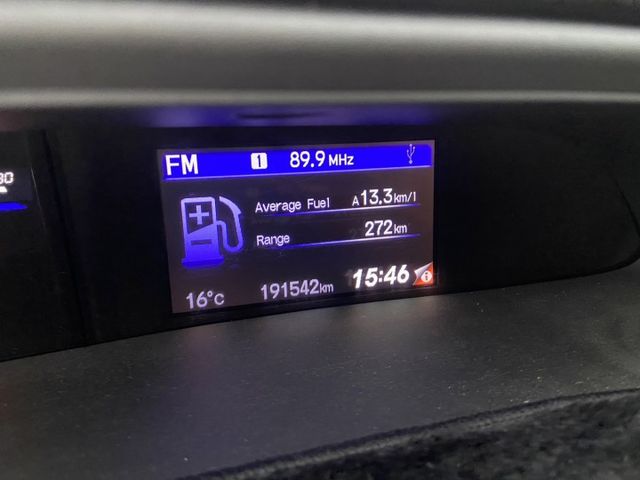 FM 1 89.9 MHz
Average Fuel A 13.3 km/l
Range 272 km
16°C 191542 km 15:46 i